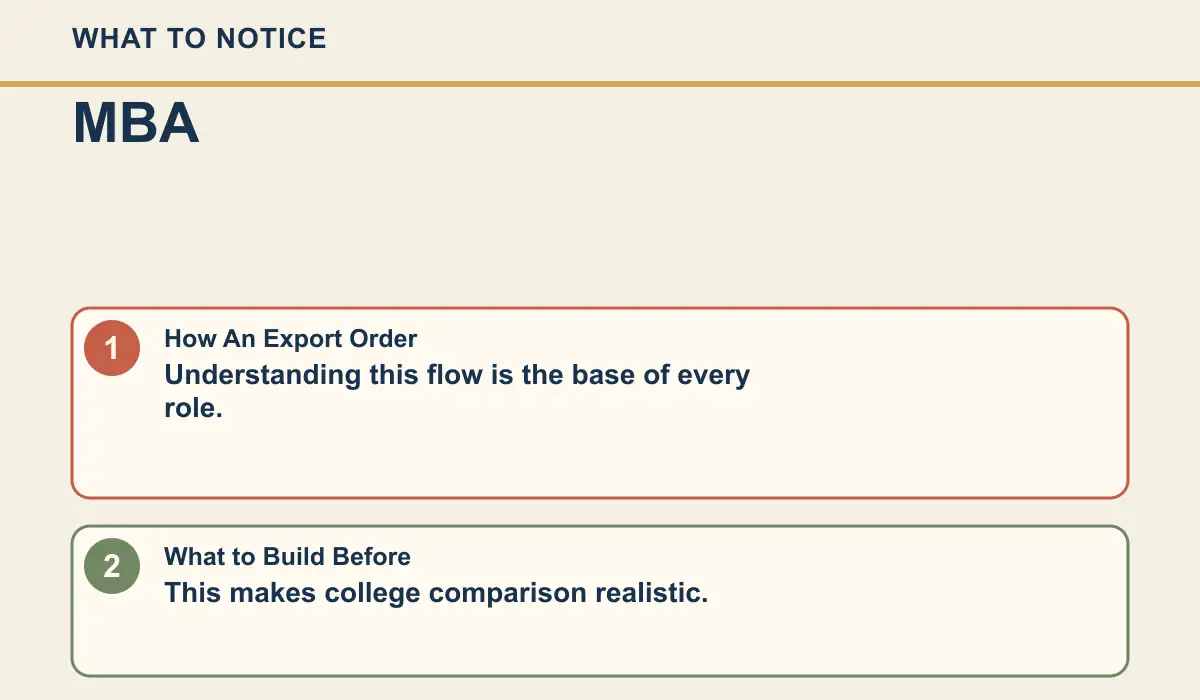 WHAT TO NOTICE
MBA
1
How An Export Order
Understanding this flow is the base of every
role.
2
What to Build Before
This makes college comparison realistic.